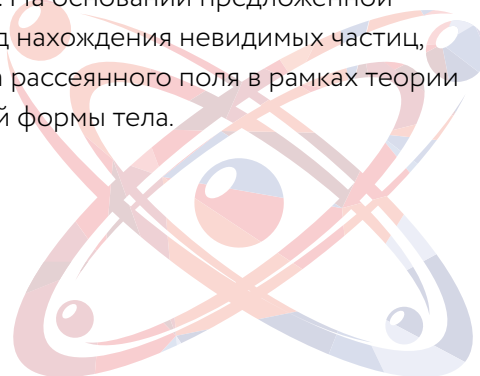 На основании предложенной
нахождения невидимых частиц,
рассеянного поля в рамках теории
формы тела.